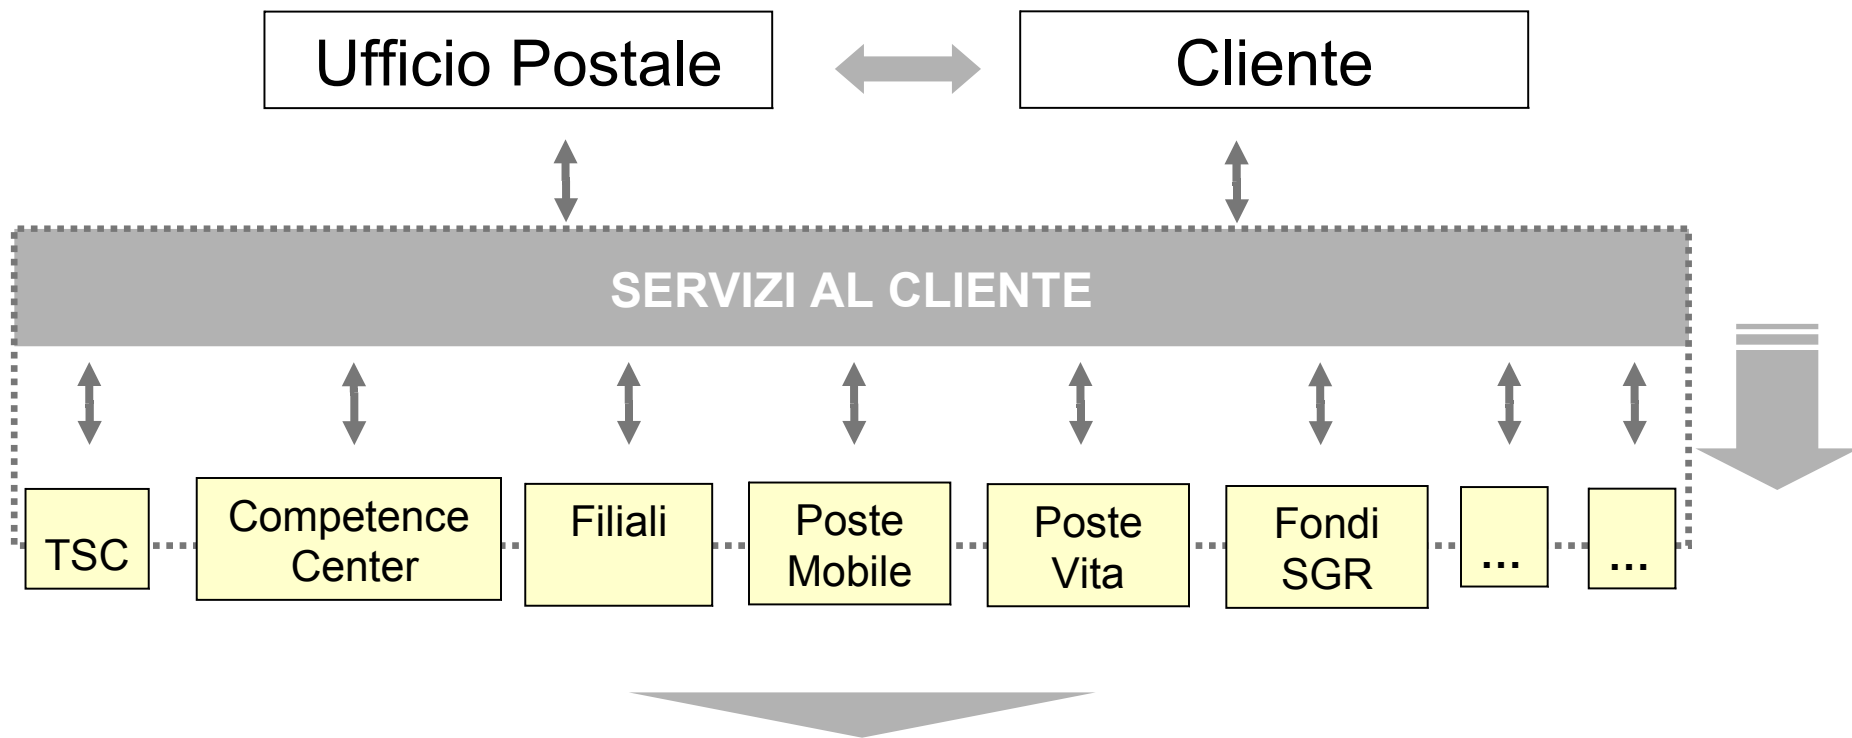 Ufficio Postale
Cliente
SERVIZI AL CLIENTE
TSC
Competence
Center
Filiali
Poste
Mobile
Poste
Vita
Fondi
SGR
...
...